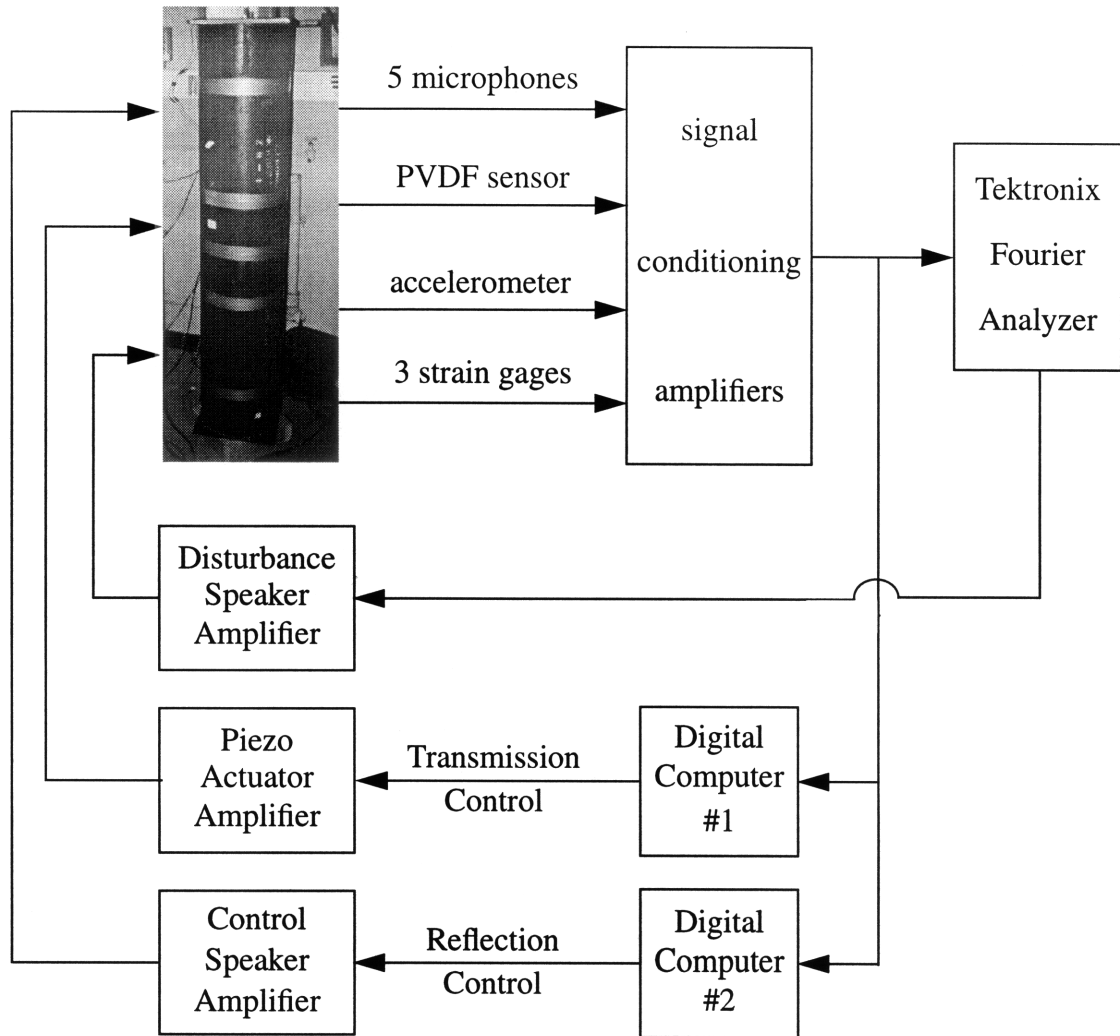 5 microphones
PVDF sensor
accelerometer
3 strain gages
signal
conditioning
amplifiers
Tektronix
Fourier
Analyzer
Disturbance
Speaker
Amplifier
Piezo
Actuator
Amplifier
Transmission
Control
Digital
Computer
#1
Control
Speaker
Amplifier
Reflection
Control
Digital
Computer
#2